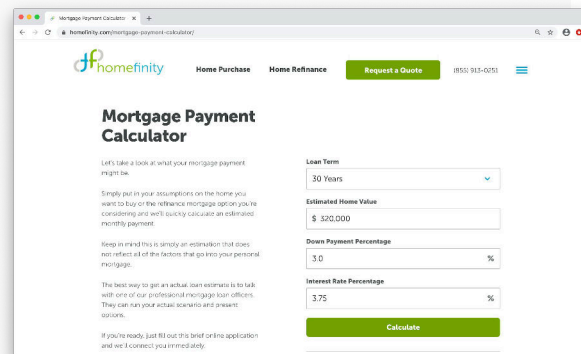 Mortgage Payment Calculator
homefinity.com/mortgage-payment-calculator/
homefinity
Home Purchase
Home Refinance
Request a Quote
(855) 913-0251
Mortgage Payment
Calculator
Let's take a look at what your mortgage payment
might be.
Simply put in your assumptions on the home you
want to buy or the refinance mortgage option you're
considering and we'll quickly calculate an estimated
monthly payment
Keep in mind this is simply an estimation that does
not reflect all of the factors that go into your personal
mortgage.
The best way to get an actual loan estimate is to talk
with one of our professional mortgage loan officers.
They can run your actual scenario and present
options.
If you're ready, just fill out this brief online application
and we'll connect you immediately.
Loan Term
30 Years
Estimated Home Value
$ 320,000
Down Payment Percentage
3.0 %
Interest Rate Percentage
3.75 %
Calculate